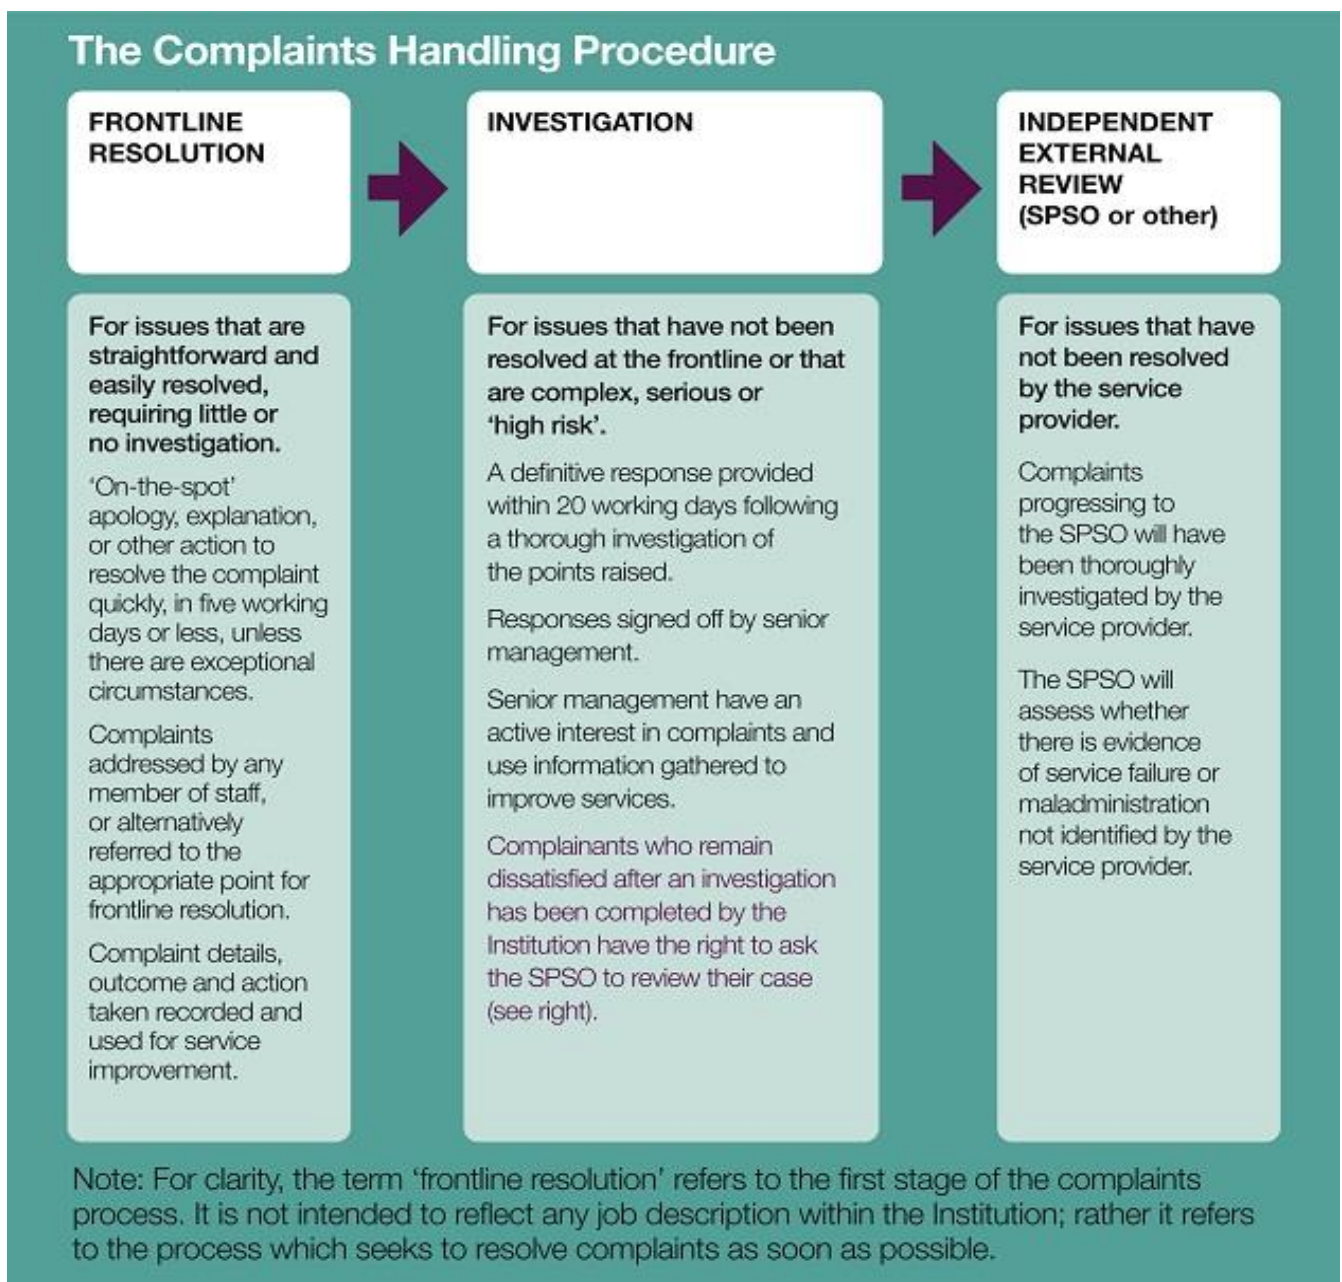 The Complaints Handling Procedure
FRONTLINE
RESOLUTION
For issues that are
straightforward and
easily resolved,
requiring little or
no investigation.
‘On-the-spot’
apology, explanation,
or other action to
resolve the complaint
quickly, in five working
days or less, unless
there are exceptional
circumstances.
Complaints
addressed by any
member of staff,
or alternatively
referred to the
appropriate point for
frontline resolution.
Complaint details,
outcome and action
taken recorded and
used for service
improvement.
INVESTIGATION
For issues that have not been
resolved at the frontline or that
are complex, serious or
‘high risk’.
A definitive response provided
within 20 working days following
a thorough investigation of
the points raised.
Responses signed off by senior
management.
Senior management have an
active interest in complaints and
use information gathered to
improve services.
Complainants who remain
dissatisfied after an investigation
has been completed by the
Institution have the right to ask
the SPSO to review their case
(see right).
INDEPENDENT
EXTERNAL
REVIEW
(SPSO or other)
For issues that have
not been resolved
by the service
provider.
Complaints
progressing to
the SPSO will have
been thoroughly
investigated by the
service provider.
The SPSO will
assess whether
there is evidence
of service failure or
maladministration
not identified by the
service provider.
Note: For clarity, the term ‘frontline resolution’ refers to the first stage of the complaints
process. It is not intended to reflect any job description within the Institution; rather it refers
to the process which seeks to resolve complaints as soon as possible.